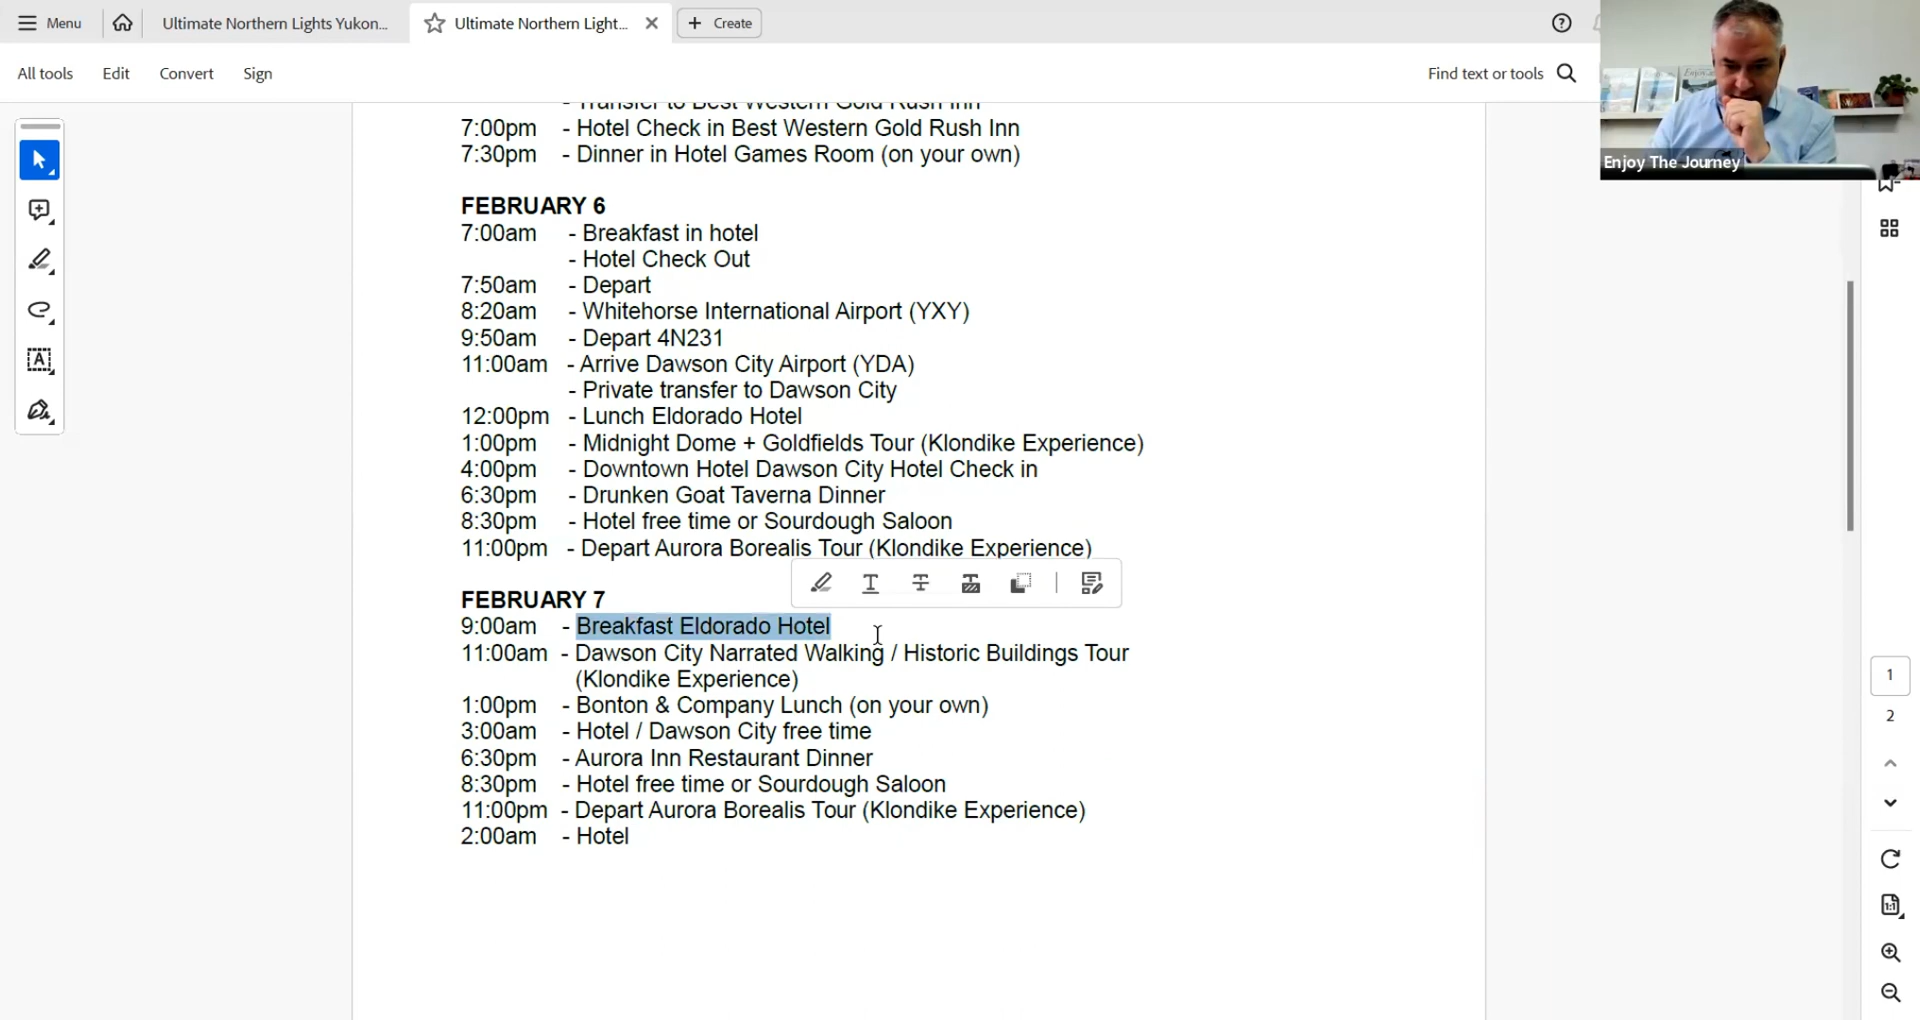 Menu
Ultimate Northern Lights Yukon...
Ultimate Northern Light...
Create
All tools
Edit
Convert
Sign
Find text or tools
Enjoy The Journey
- Transfer to Best Western Gold Rush Inn
7:00pm - Hotel Check in Best Western Gold Rush Inn
7:30pm - Dinner in Hotel Games Room (on your own)
FEBRUARY 6
7:00am - Breakfast in hotel
- Hotel Check Out
7:50am - Depart
8:20am - Whitehorse International Airport (YXY)
9:50am - Depart 4N231
11:00am - Arrive Dawson City Airport (YDA)
- Private transfer to Dawson City
12:00pm - Lunch Eldorado Hotel
1:00pm - Midnight Dome + Goldfields Tour (Klondike Experience)
4:00pm - Downtown Hotel Dawson City Hotel Check in
6:30pm - Drunken Goat Taverna Dinner
8:30pm - Hotel free time or Sourdough Saloon
11:00pm - Depart Aurora Borealis Tour (Klondike Experience)
FEBRUARY 7
9:00am - Breakfast Eldorado Hotel
11:00am - Dawson City Narrated Walking / Historic Buildings Tour
(Klondike Experience)
1:00pm - Bonton & Company Lunch (on your own)
3:00am - Hotel / Dawson City free time
6:30pm - Aurora Inn Restaurant Dinner
8:30pm - Hotel free time or Sourdough Saloon
11:00pm - Depart Aurora Borealis Tour (Klondike Experience)
2:00am - Hotel
1
2